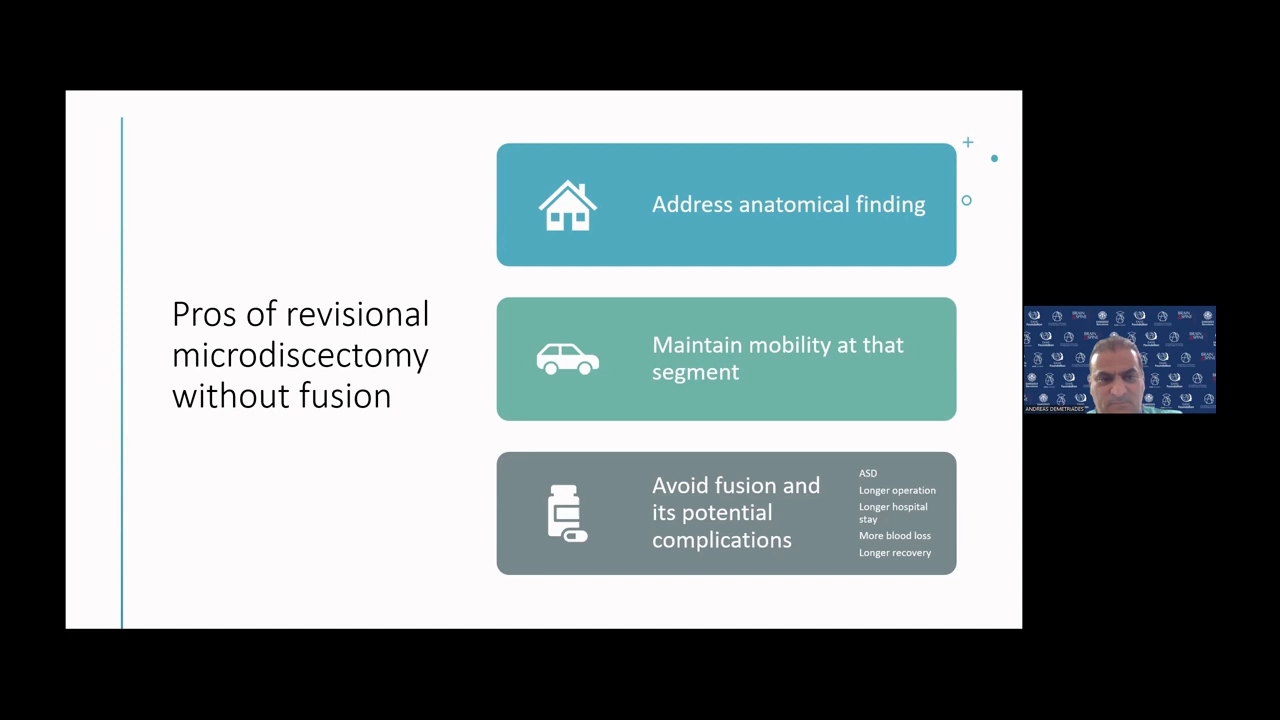 Pros of revisional
microdiscectomy
without fusion
Address anatomical finding
Maintain mobility at that
segment
Avoid fusion and
its potential
complications
ASD
Longer operation
Longer hospital
stay
More blood loss
Longer recovery
ANDREAS DEMETRIADES